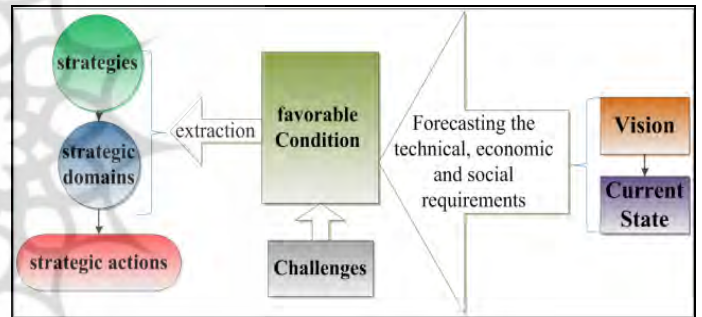 strategies
strategic
domains
strategic actions
extraction
favorable
Condition
Challenges
Forecasting the
technical, economic
and social
requirements
Vision
Current
State